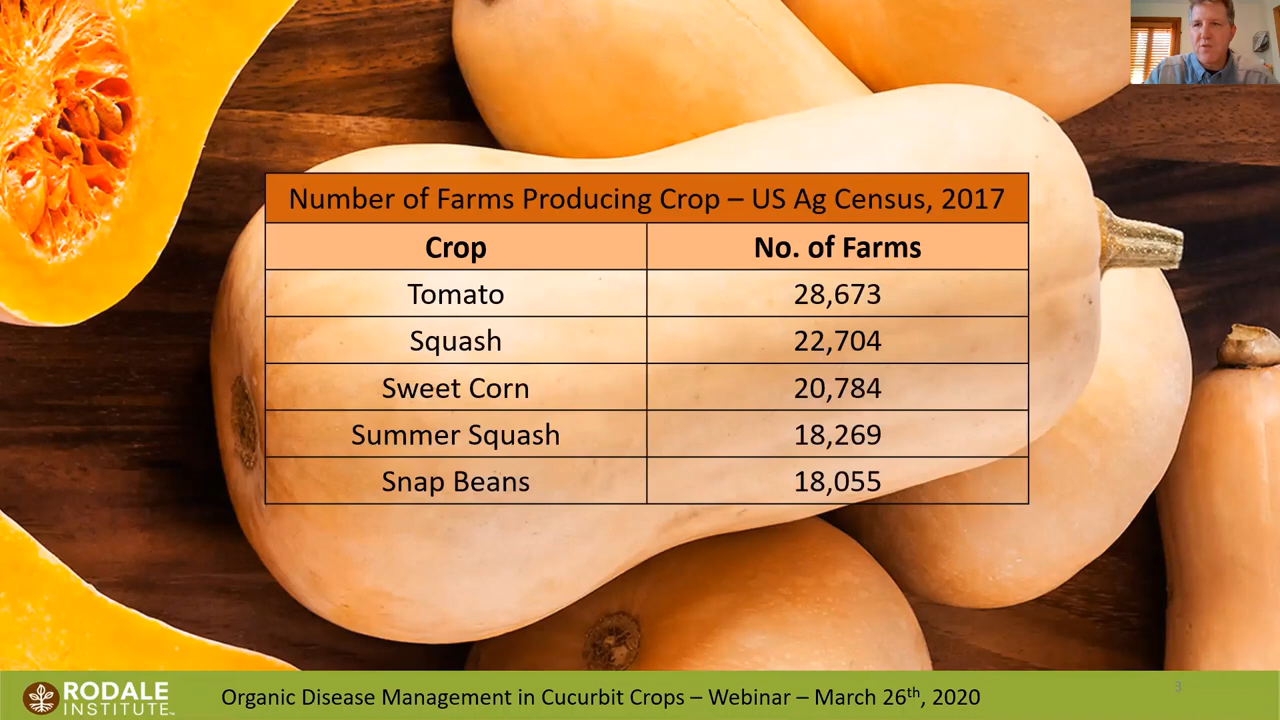 Number of Farms Producing Crop – US Ag Census, 2017
Crop No. of Farms
Tomato 28,673
Squash 22,704
Sweet Corn 20,784
Summer Squash 18,269
Snap Beans 18,055
3
RODALE
INSTITUTE™
Organic Disease Management in Cucurbit Crops – Webinar – March 26th, 2020